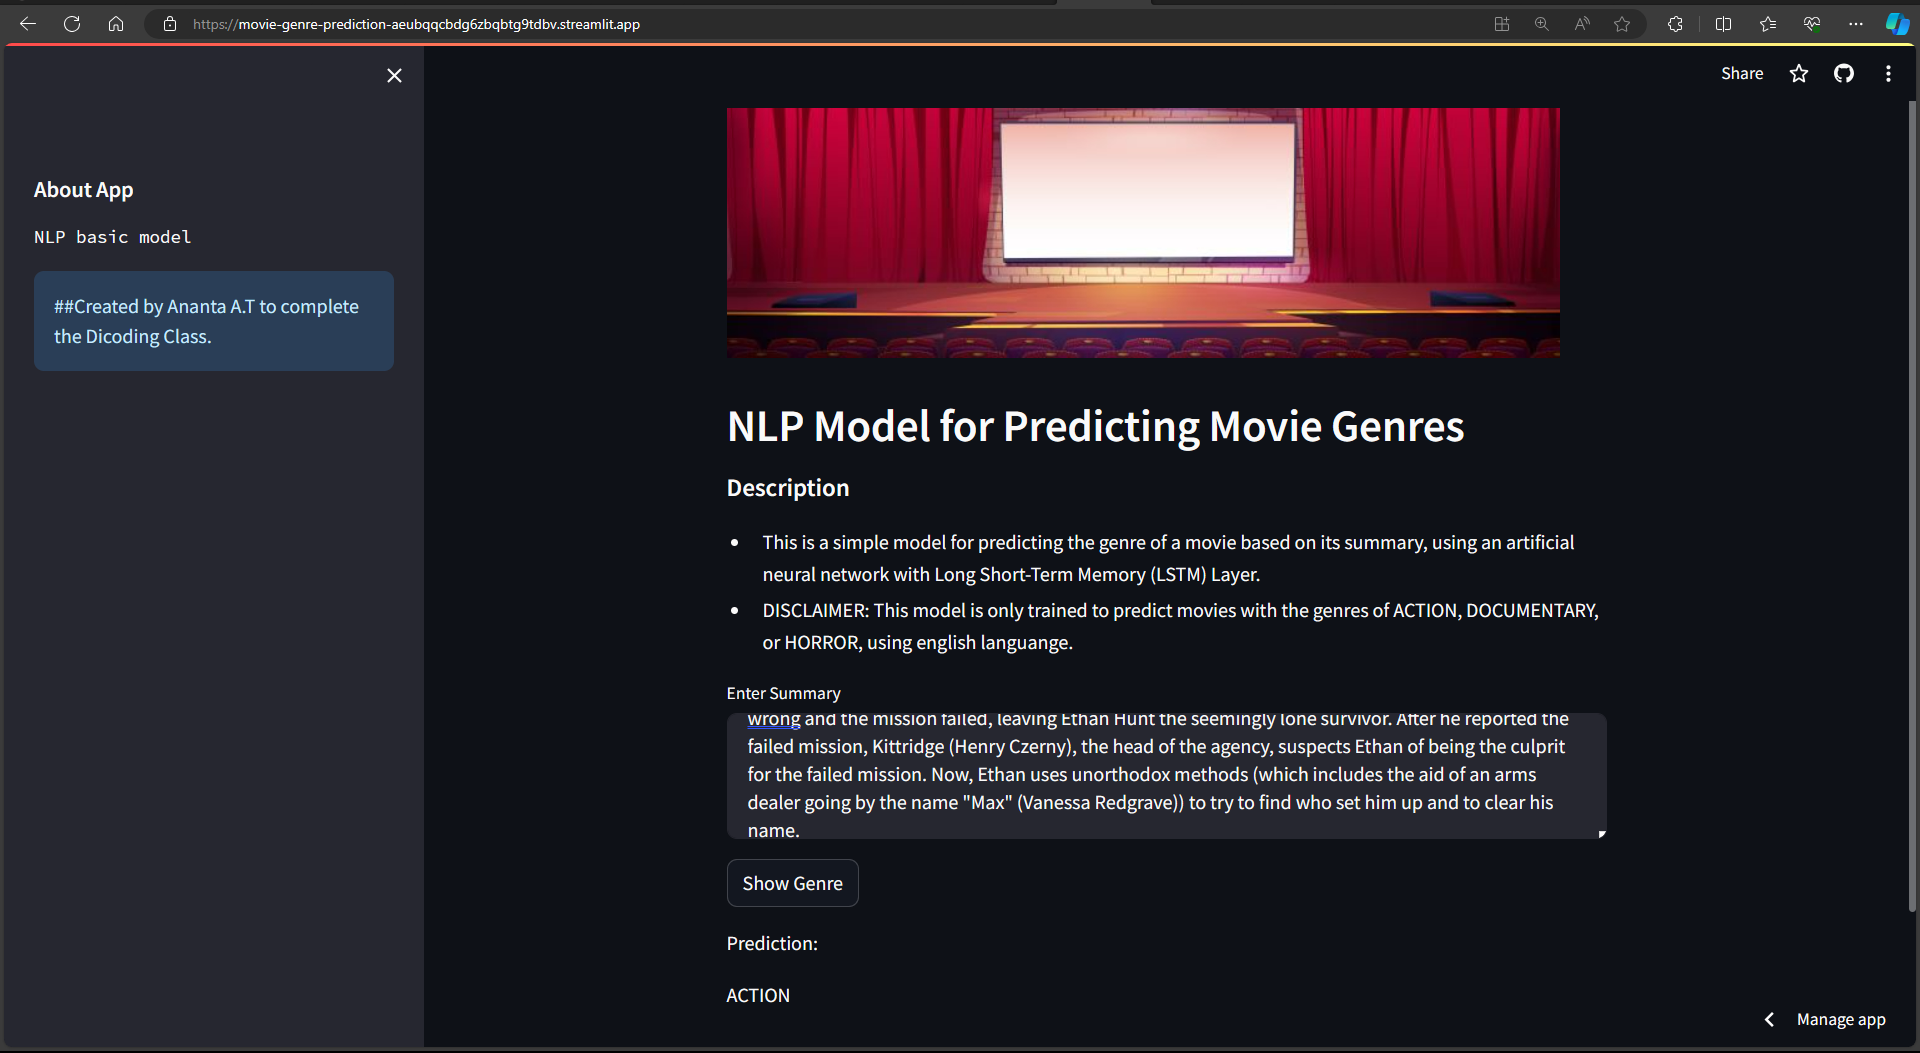 https://movie-genre-prediction-aeubqqcbdg6zbqbtg9tdbv.streamlit.app
Share
About App
NLP basic model
##Created by Ananta A.T to complete
the Dicoding Class.
NLP Model for Predicting Movie Genres
Description
• This is a simple model for predicting the genre of a movie based on its summary, using an artificial
neural network with Long Short-Term Memory (LSTM) Layer.
• DISCLAIMER: This model is only trained to predict movies with the genres of ACTION, DOCUMENTARY,
or HORROR, using english languange.
Enter Summary
wrong and the mission failed, leaving Ethan Hunt the seemingly lone survivor. After he reported the
failed mission, Kittridge (Henry Czerny), the head of the agency, suspects Ethan of being the culprit
for the failed mission. Now, Ethan uses unorthodox methods (which includes the aid of an arms
dealer going by the name "Max" (Vanessa Redgrave)) to try to find who set him up and to clear his
name.
Show Genre
Prediction:
ACTION
Manage app